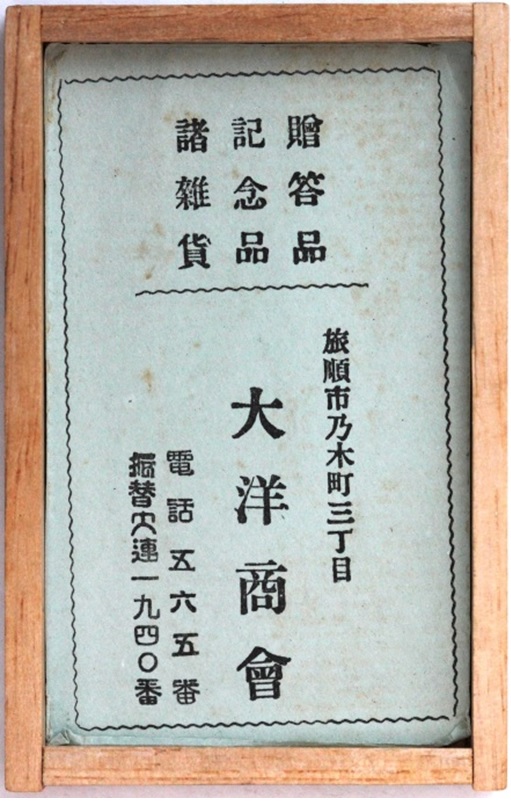 贈答品
記念品
諸雑貨
旅順市乃木町三丁目
大洋商會
電話五六五番
振替大連一九四〇番